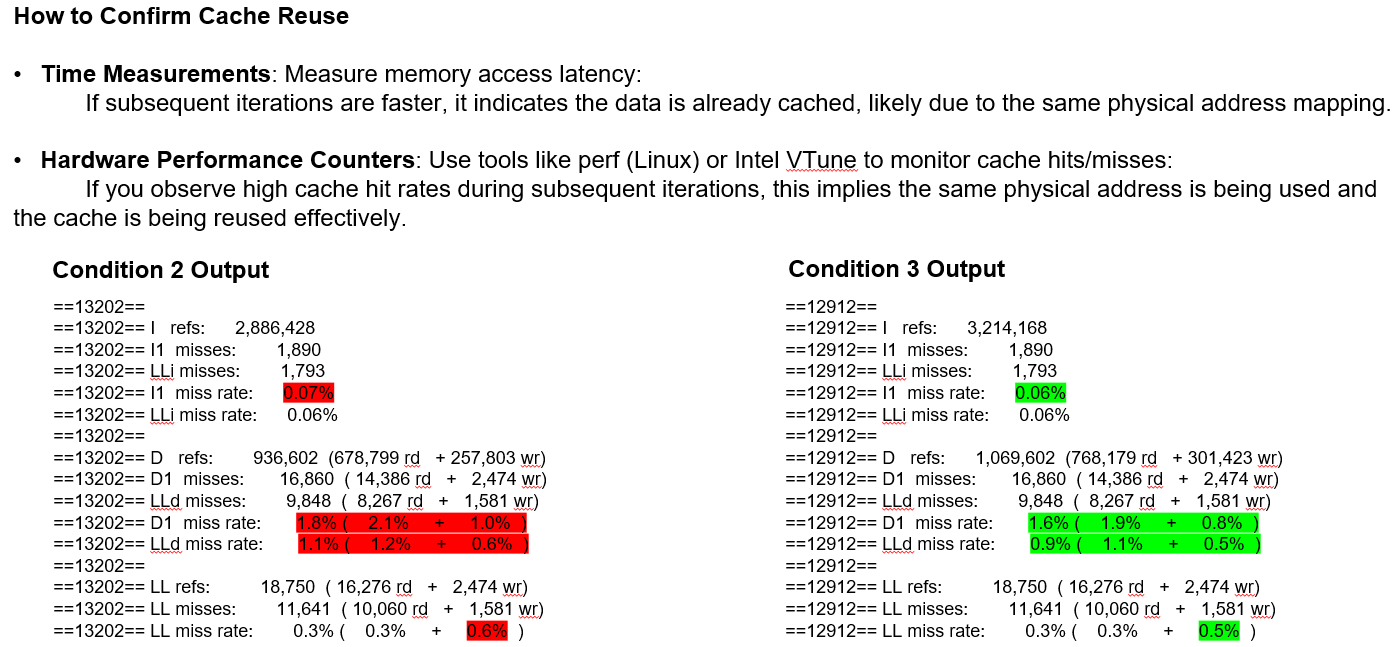 How to Confirm Cache Reuse
• Time Measurements: Measure memory access latency:
If subsequent iterations are faster, it indicates the data is already cached, likely due to the same physical address mapping.
• Hardware Performance Counters: Use tools like perf (Linux) or Intel VTune to monitor cache hits/misses:
If you observe high cache hit rates during subsequent iterations, this implies the same physical address is being used and
the cache is being reused effectively.
Condition 2 Output
==13202==
==13202== I refs: 2,886,428
==13202== I1 misses: 1,890
==13202== LLi misses: 1,793
==13202== I1 miss rate: 0.07%
==13202== LLi miss rate: 0.06%
==13202==
==13202== D refs: 936,602 (678,799 rd + 257,803 wr)
==13202== D1 misses: 16,860 ( 14,386 rd + 2,474 wr)
==13202== LLd misses: 9,848 ( 8,267 rd + 1,581 wr)
==13202== D1 miss rate: 1.8% ( 2.1% + 1.0% )
==13202== LLd miss rate: 1.1% ( 1.2% + 0.6% )
==13202==
==13202== LL refs: 18,750 ( 16,276 rd + 2,474 wr)
==13202== LL misses: 11,641 ( 10,060 rd + 1,581 wr)
==13202== LL miss rate: 0.3% ( 0.3% + 0.6% )
Condition 3 Output
==12912==
==12912== I refs: 3,214,168
==12912== I1 misses: 1,890
==12912== LLi misses: 1,793
==12912== I1 miss rate: 0.06%
==12912== LLi miss rate: 0.06%
==12912==
==12912== D refs: 1,069,602 (768,179 rd + 301,423 wr)
==12912== D1 misses: 16,860 ( 14,386 rd + 2,474 wr)
==12912== LLd misses: 9,848 ( 8,267 rd + 1,581 wr)
==12912== D1 miss rate: 1.6% ( 1.9% + 0.8% )
==12912== LLd miss rate: 0.9% ( 1.1% + 0.5% )
==12912==
==12912== LL refs: 18,750 ( 16,276 rd + 2,474 wr)
==12912== LL misses: 11,641 ( 10,060 rd + 1,581 wr)
==12912== LL miss rate: 0.3% ( 0.3% + 0.5% )